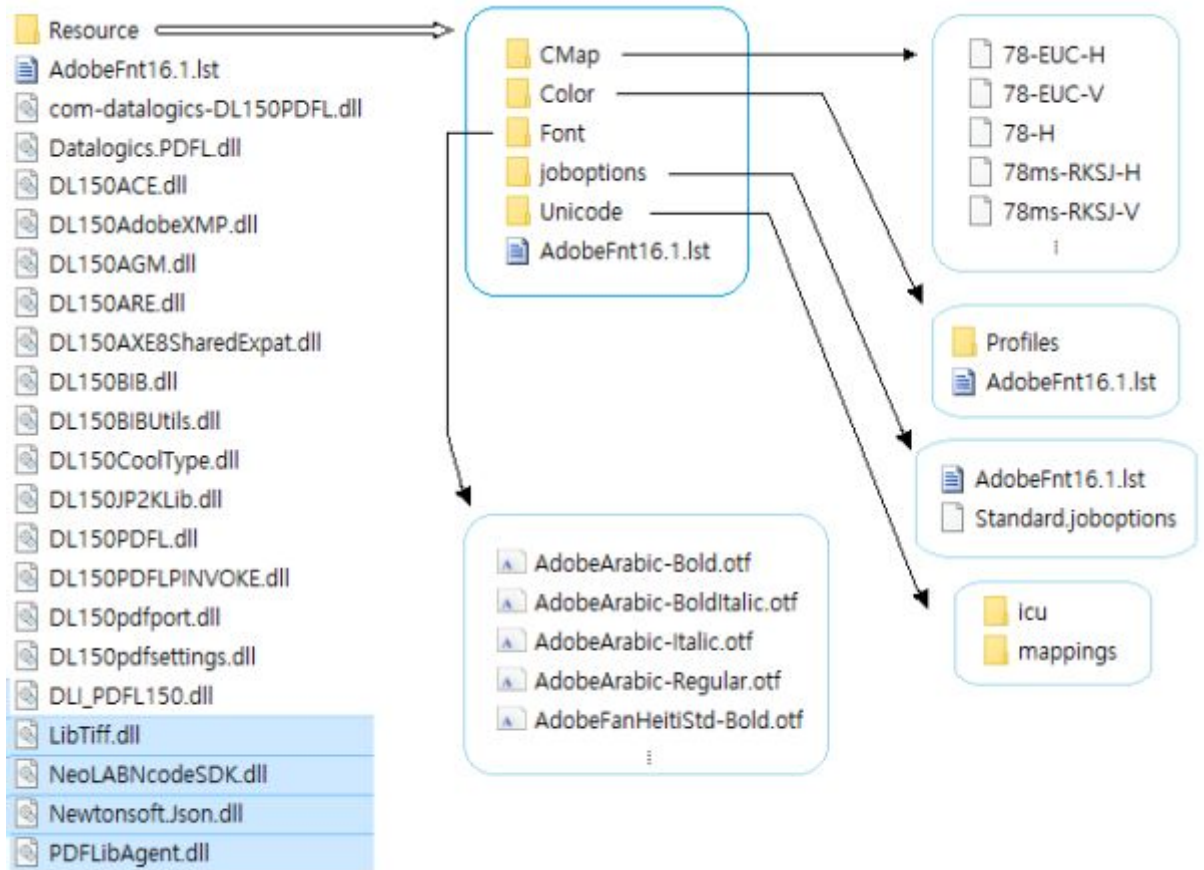 Resource
AdobeFnt16.1.lst
com-datalogics-DL150PDFL.dll
Datalogics.PDFL.dll
DL150ACE.dll
DL150AdobeXMP.dll
DL150AGM.dll
DL150ARE.dll
DL150AXE8SharedExpat.dll
DL150BIB.dll
DL150BIBUtils.dll
DL150CoolType.dll
DL150JP2KLib.dll
DL150PDFL.dll
DL150PDFLPINVOKE.dll
DL150pdfport.dll
DL150pdfsettings.dll
DLI_PDFL150.dll
LibTiff.dll
NeoLABNcodeSDK.dll
Newtonsoft.Json.dll
PDFLibAgent.dll
CMap
Color
Font
joboptions
Unicode
AdobeFnt16.1.lst
78-EUC-H
78-EUC-V
78-H
78ms-RKSJ-H
78ms-RKSJ-V
Profiles
AdobeFnt16.1.lst
AdobeFnt16.1.lst
Standard.joboptions
icu
mappings
AdobeArabic-Bold.otf
AdobeArabic-BoldItalic.otf
AdobeArabic-Italic.otf
AdobeArabic-Regular.otf
AdobeFanHeitiStd-Bold.otf